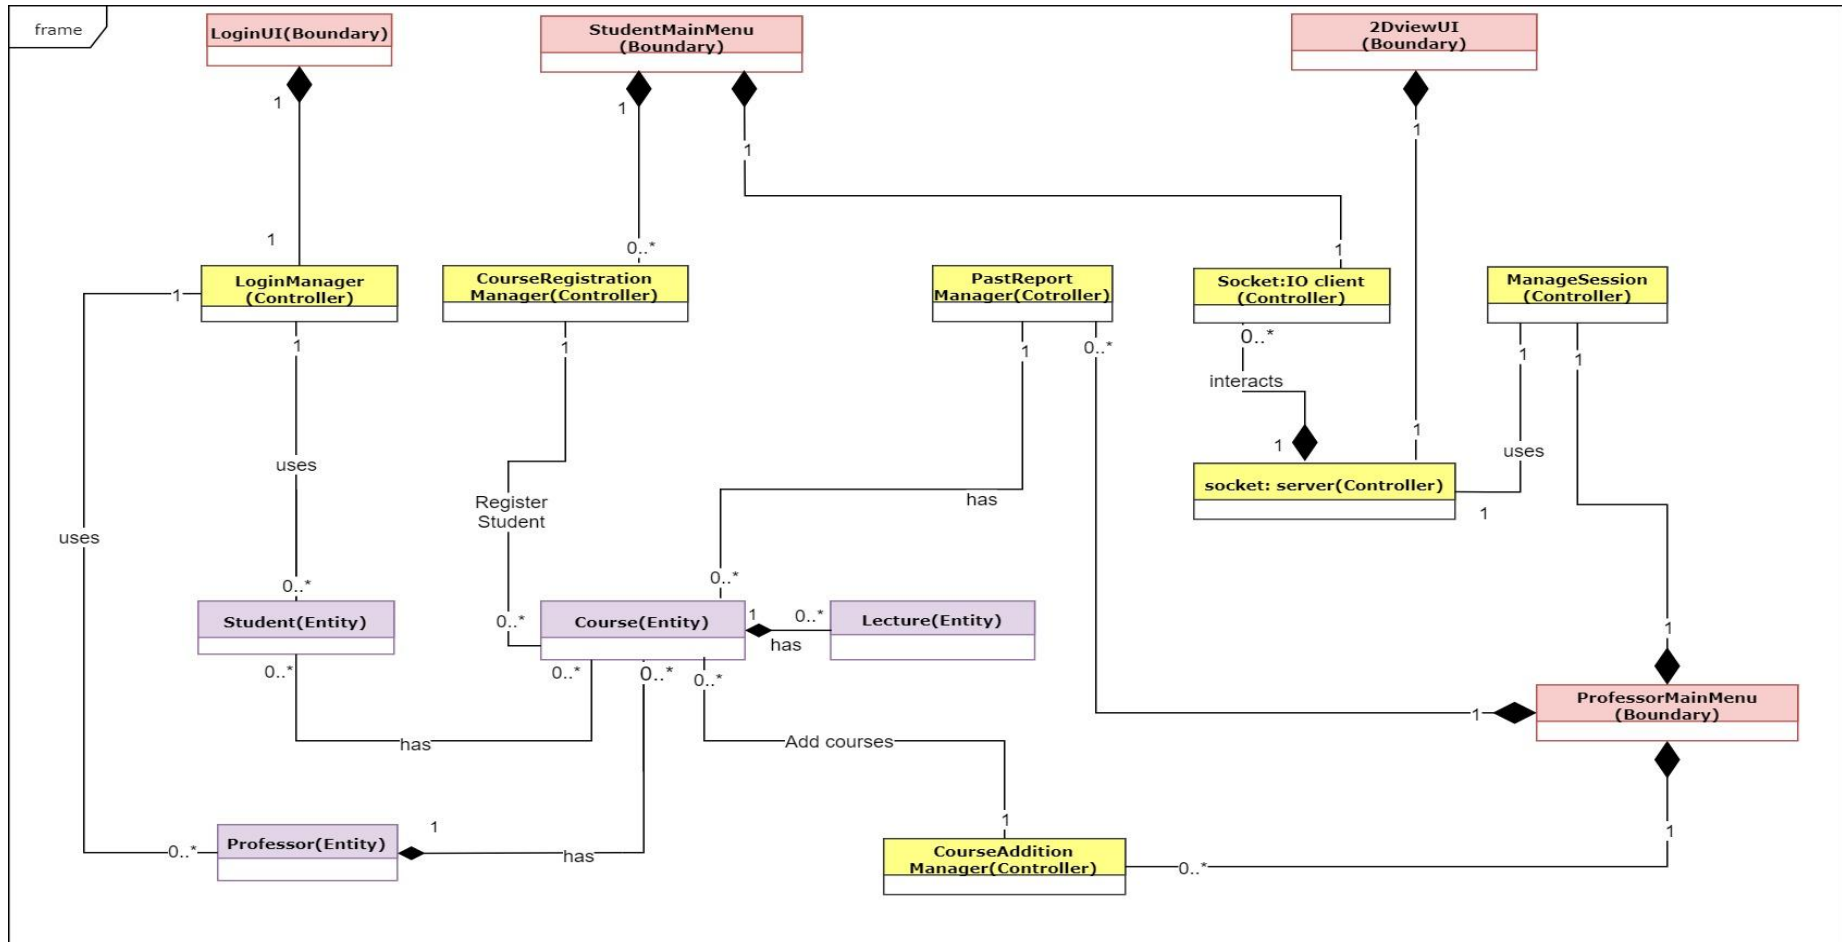 frame
LoginUI(Boundary)
StudentMainMenu
(Boundary)
2DviewUI
(Boundary)
1
1
1
1
1
0..*
1
LoginManager
(Controller)
CourseRegistration
Manager(Controller)
PastReport
Manager(Cotroller)
Socket:IO client
(Controller)
ManageSession
(Controller)
1
1
1
1
0..*
0..*
1
1
interacts
1
1
uses
uses
socket: server(Controller)
1
has
Register
Student
uses
0..*
0..*
0..*
Student(Entity)
Course(Entity)
1
0..*
Lecture(Entity)
has
1
0..*
0..*
0..*
0..*
ProfessorMainMenu
(Boundary)
1
has
Add courses
1
1
1
Professor(Entity)
0..*
has
CourseAddition
Manager(Controller)
0..*